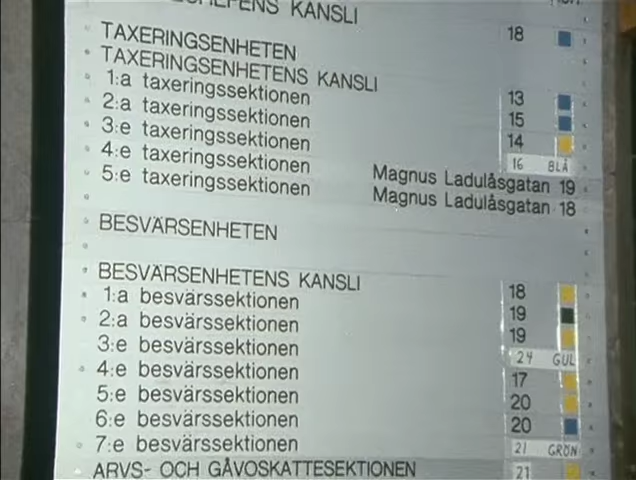 KANSLI 18
TAXERINGSENHETEN
TAXERINGSENHETENS KANSLI
1:a taxeringssektionen 13
2:a taxeringssektionen 15
3:e taxeringssektionen 14
4:e taxeringssektionen 16 BLÅ
5:e taxeringssektionen Magnus Ladulåsgatan 19
Magnus Ladulåsgatan 18
BESVÄRSENHETEN
BESVÄRSENHETENS KANSLI 18
1:a besvärssektionen 19
2:a besvärssektionen 19
3:e besvärssektionen 24 GUL
4:e besvärssektionen 17
5:e besvärssektionen 20
6:e besvärssektionen 20
7:e besvärssektionen 21 GRÖN
ARVS- OCH GÅVOSKATTESEKTIONEN 21